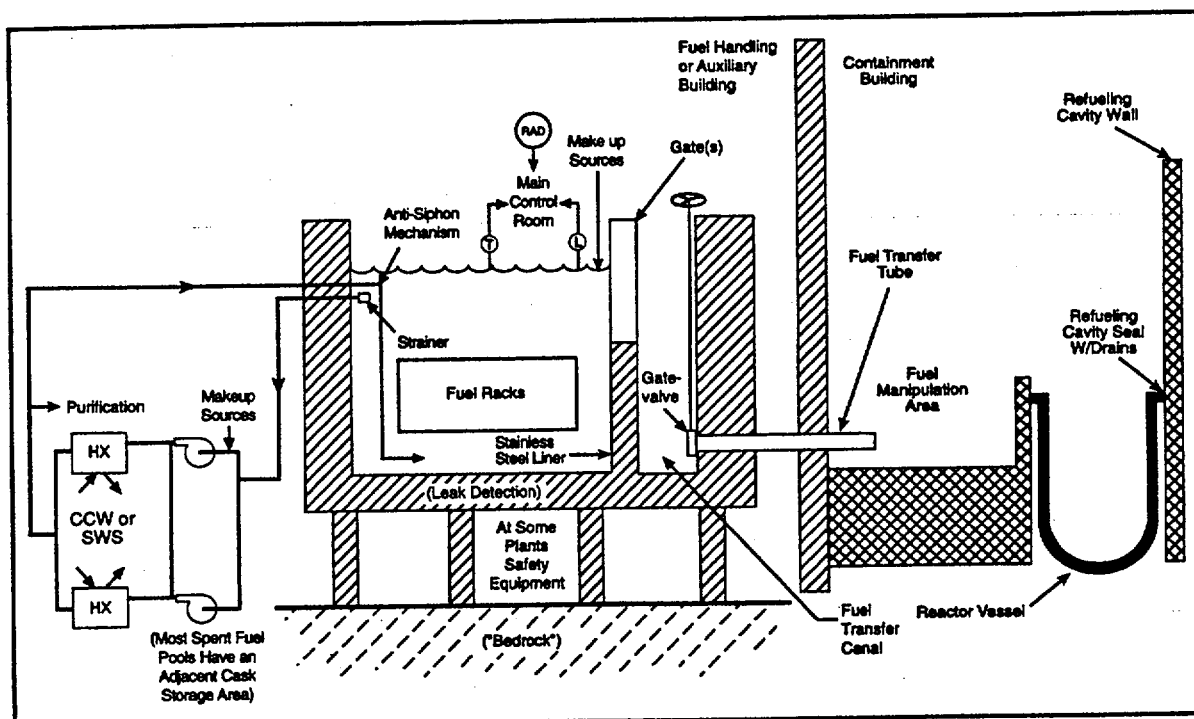 Fuel Handling
or Auxiliary
Building
Containment
Building
Refueling
Cavity Wall
RAD
Make up
Sources
Gate(s)
Main
Control
Room
Anti-Siphon
Mechanism
T
L
Fuel Transfer
Tube
Strainer
Refueling
Cavity Seal
W/Drains
Fuel
Manipulation
Area
Fuel Racks
Gate-
valve
Purification
Makeup
Sources
HX
Stainless
Steel Liner
(Leak Detection)
CCW or
SWS
At Some
Plants
Safety
Equipment
HX
Fuel
Transfer
Canal
Reactor Vessel
("Bedrock")
(Most Spent Fuel
Pools Have an
Adjacent Cask
Storage Area)